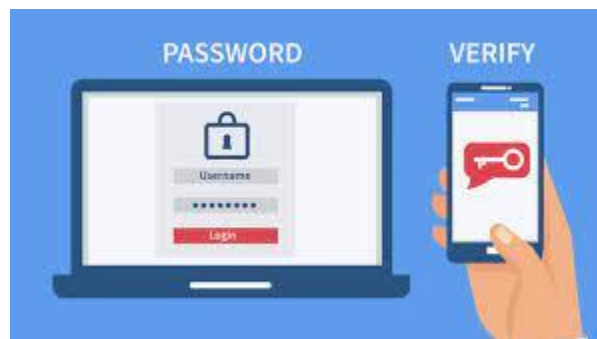 PASSWORD
VERIFY
Username
********
Login